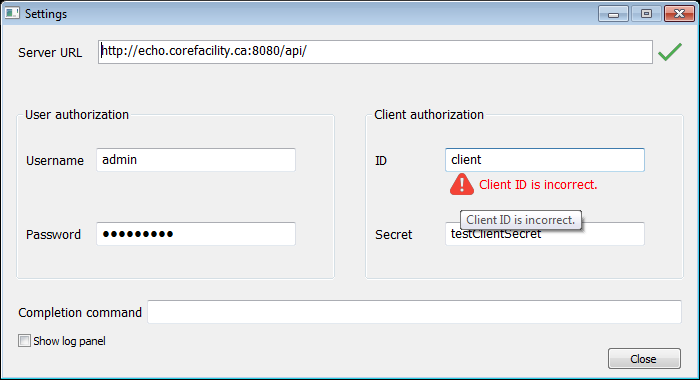 Settings
Server URL http://echo.corefacility.ca:8080/api/
User authorization
Username admin
Password ●●●●●●●●●
Client authorization
ID client
Client ID is incorrect.
Client ID is incorrect.
Secret testClientSecret
Completion command
Show log panel
Close